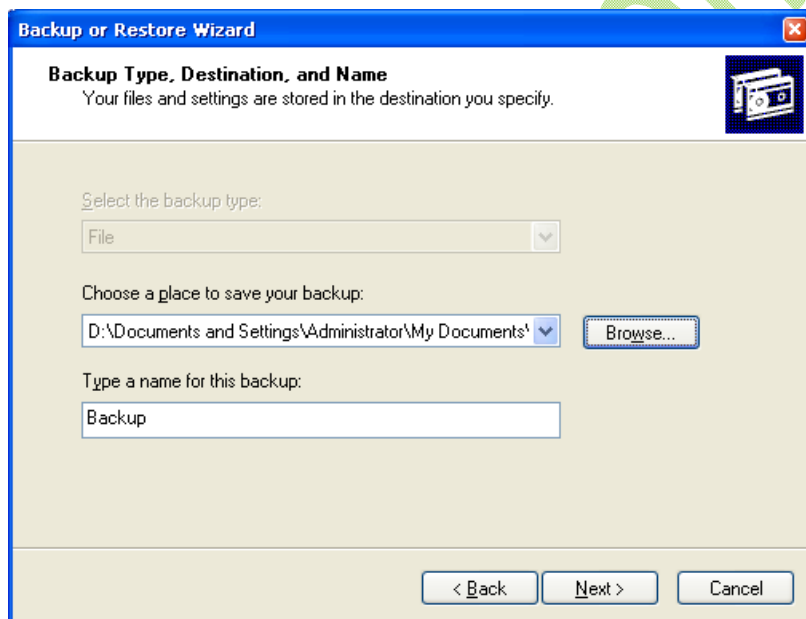 Backup or Restore Wizard
Backup Type, Destination, and Name
Your files and settings are stored in the destination you specify.
Select the backup type:
File
Choose a place to save your backup:
D:\Documents and Settings\Administrator\My Documents\
Browse...
Type a name for this backup:
Backup
< Back
Next >
Cancel